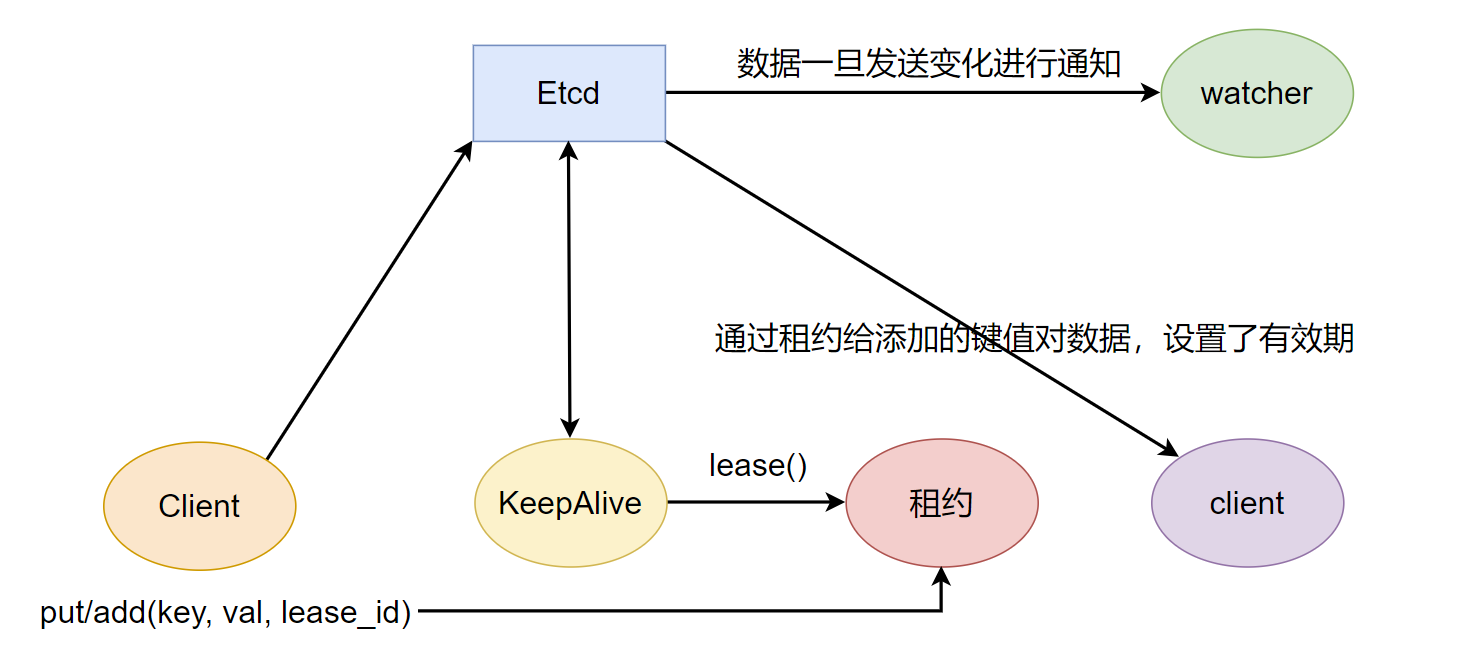 Etcd
数据一旦发送变化进行通知
watcher
通过租约给添加的键值对数据，设置了有效期
Client
KeepAlive
lease()
租约
client
put/add(key, val, lease_id)